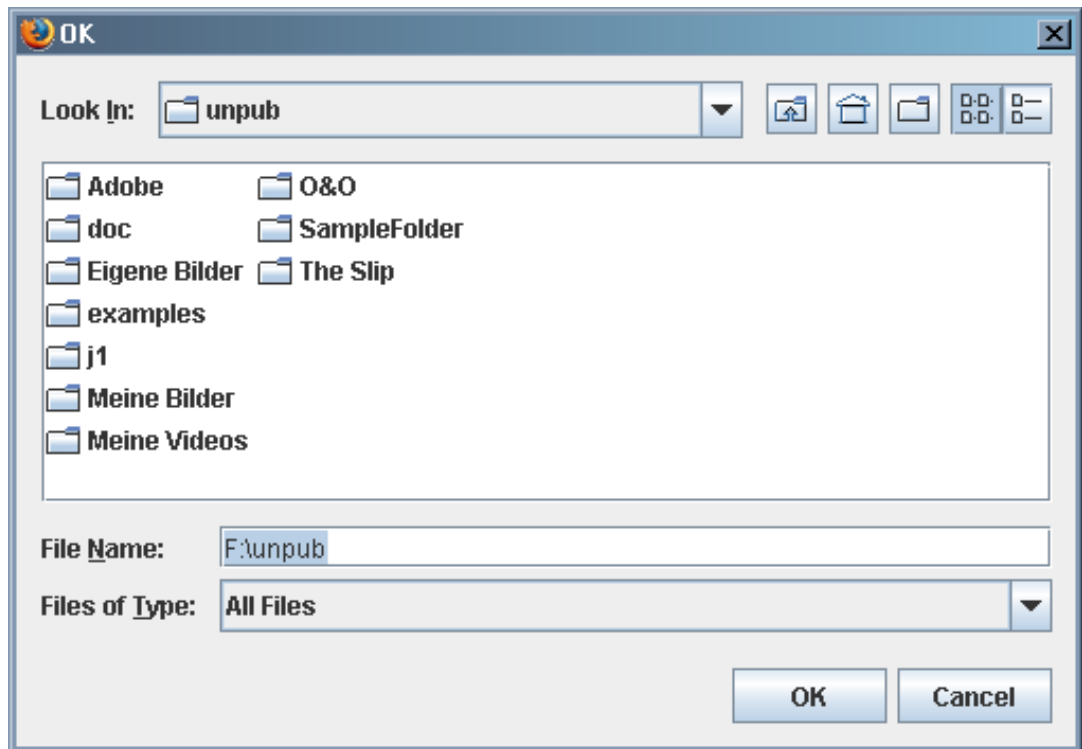 OK
Look In: unpub
Adobe
doc
Eigene Bilder
examples
j1
Meine Bilder
Meine Videos
O&O
SampleFolder
The Slip
File Name: F:\unpub
Files of Type: All Files
OK Cancel